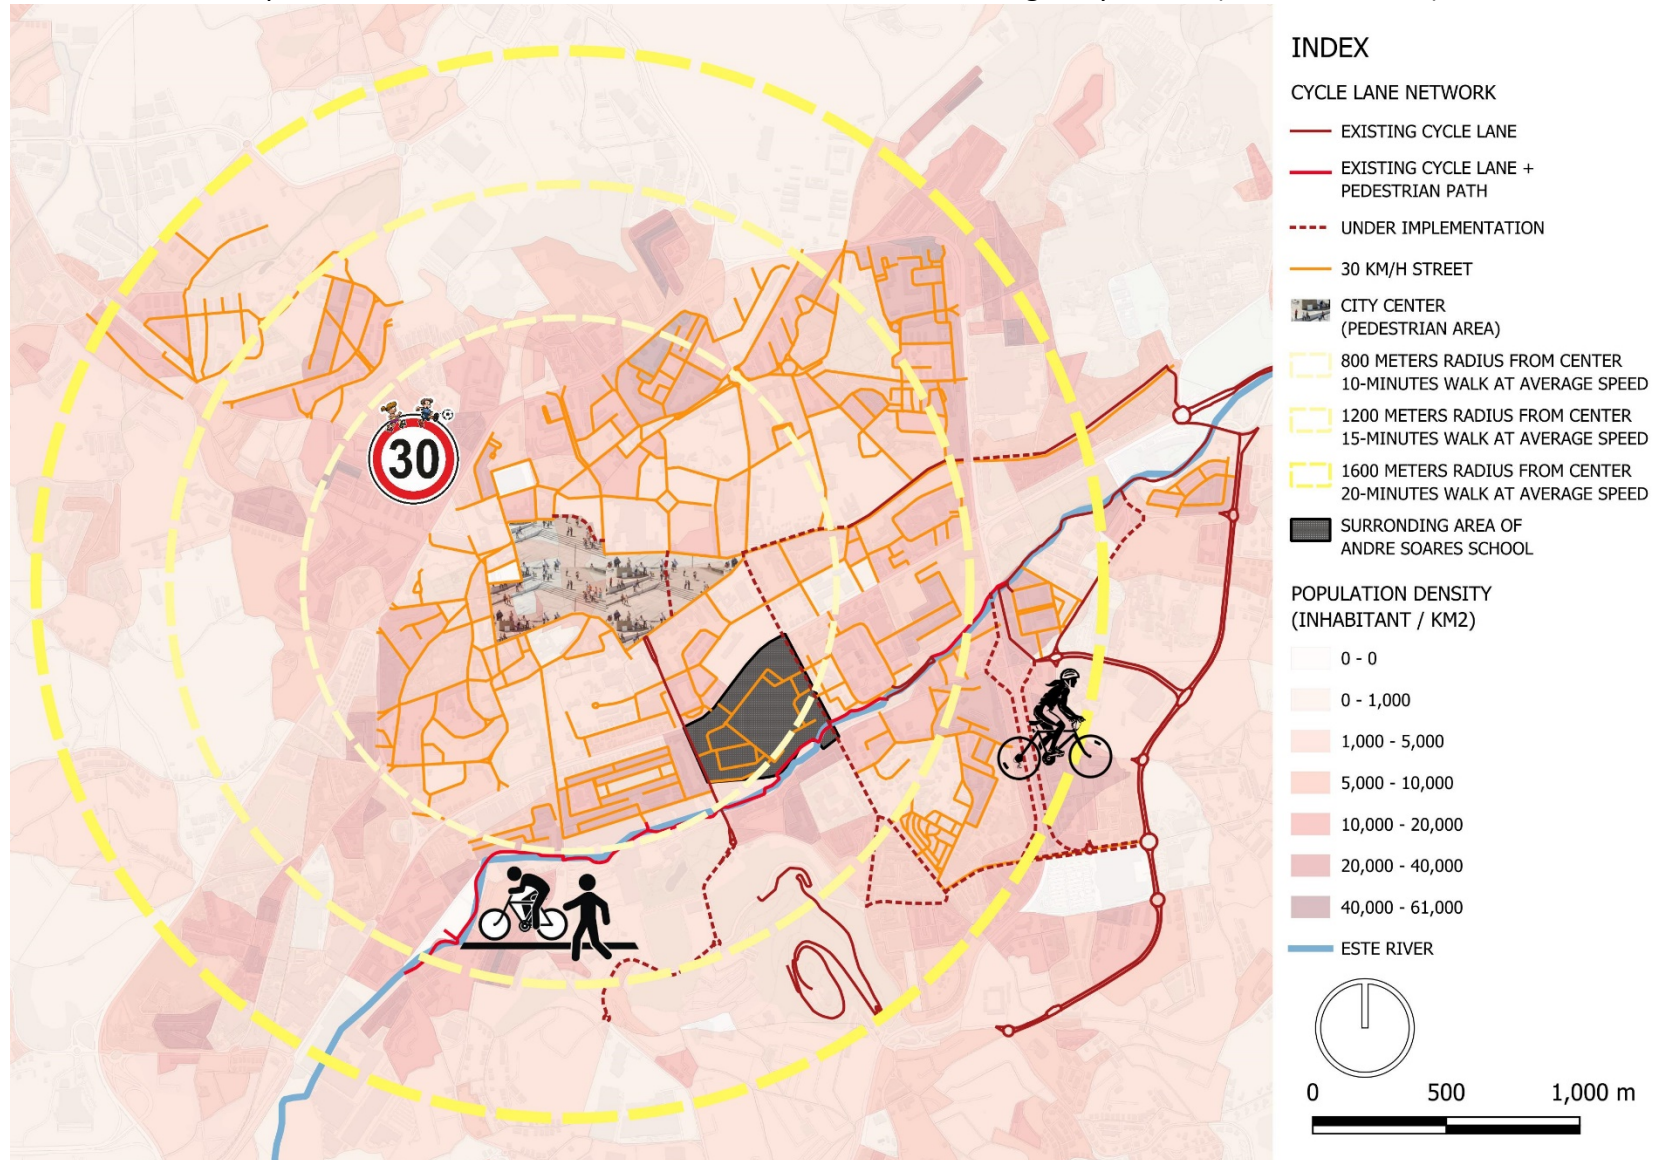 30
INDEX
CYCLE LANE NETWORK
EXISTING CYCLE LANE
EXISTING CYCLE LANE +
PEDESTRIAN PATH
UNDER IMPLEMENTATION
30 KM/H STREET
CITY CENTER
(PEDESTRIAN AREA)
800 METERS RADIUS FROM CENTER
10-MINUTES WALK AT AVERAGE SPEED
1200 METERS RADIUS FROM CENTER
15-MINUTES WALK AT AVERAGE SPEED
1600 METERS RADIUS FROM CENTER
20-MINUTES WALK AT AVERAGE SPEED
SURRONDING AREA OF
ANDRE SOARES SCHOOL
POPULATION DENSITY
(INHABITANT / KM2)
0 - 0
0 - 1,000
1,000 - 5,000
5,000 - 10,000
10,000 - 20,000
20,000 - 40,000
40,000 - 61,000
ESTE RIVER
0 500 1,000 m